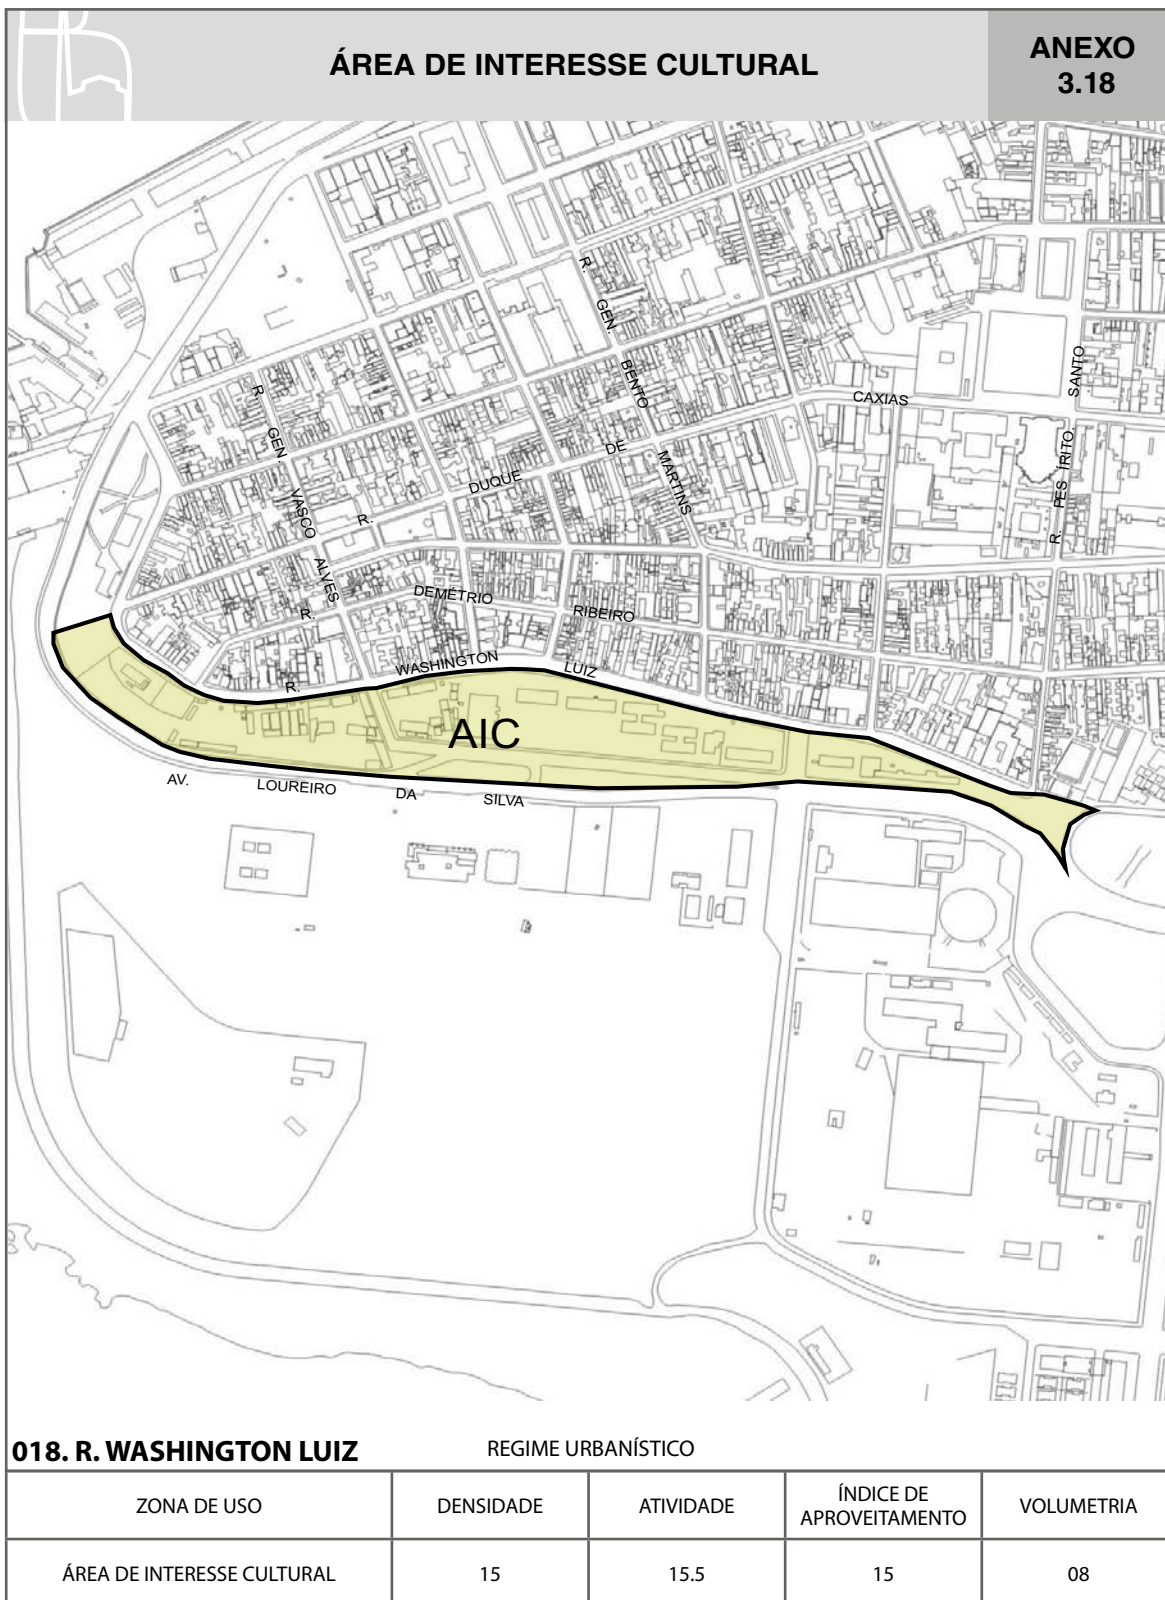 ÁREA DE INTERESSE CULTURAL
ANEXO
3.18
R. GEN. BENTO MARTINS
R. GEN. VASCO ALVES
R. DUQUE DE CAXIAS
R. PES ÍRITO. SANTO
R. DEMÉTRIO RIBEIRO
R. WASHINGTON LUIZ
AIC
AV. LOUREIRO DA SILVA
018. R. WASHINGTON LUIZ
REGIME URBANÍSTICO
ZONA DE USO
DENSIDADE
ATIVIDADE
ÍNDICE DE
APROVEITAMENTO
VOLUMETRIA
ÁREA DE INTERESSE CULTURAL
15
15.5
15
08